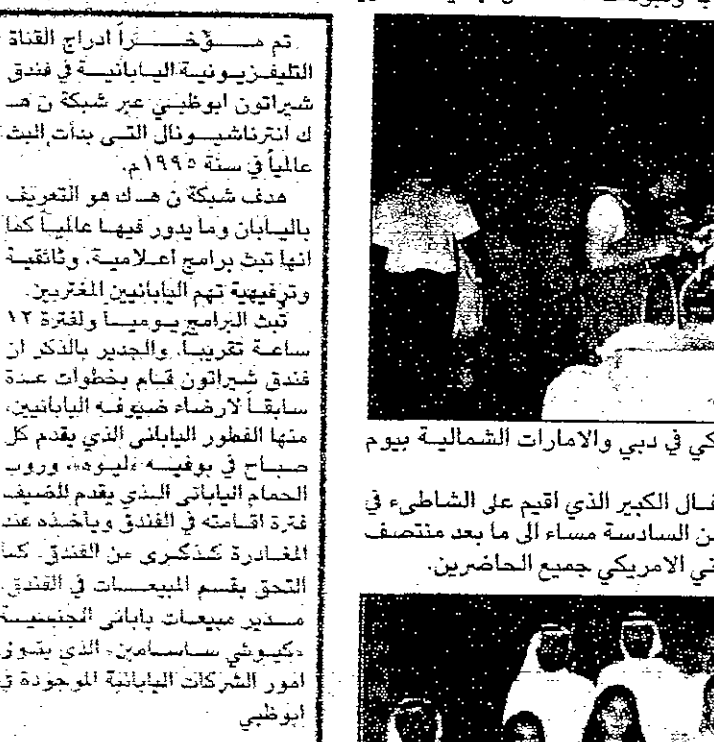 تم مؤخراً ادراج القناة
التليفزيونية اليابانية في فندق
شيراتون ابوظبي عبر شبكة ن هـ
ك انترناشيونال التي بدأت البث
عالمياً في سنة ١٩٩٥م.
هدف شبكة ن هـ ك هو التعريف
باليابان وما يدور فيها عالمياً كما
انها تبث برامج اعلامية، وثائقية
وترفيهية تهم اليابانيين المغتربين.
تبث البرامج يومياً ولفترة ١٢
ساعة تقريباً. والجدير بالذكر ان
فندق شيراتون قام بخطوات عدة
سابقاً لارضاء ضيوفه اليابانيين،
منها الفطور الياباني الذي يقدم كل
صباح في بوفيه «ليوه»، وروب
الحمام الياباني الذي يقدم للضيف
فترة اقامته في الفندق ويأخذه عند
المغادرة كذكرى عن الفندق. كما
التحق بقسم المبيعات في الفندق،
مدير مبيعات ياباني الجنسية
الذي يتولى
امور الشركات اليابانية الموجودة في
ابوظبي
كي في دبي والامارات الشمالية بيوم
فال الكبير الذي اقيم على الشاطىء في
ن السادسة مساء الى ما بعد منتصف
ني الامريكي جميع الحاضرين.